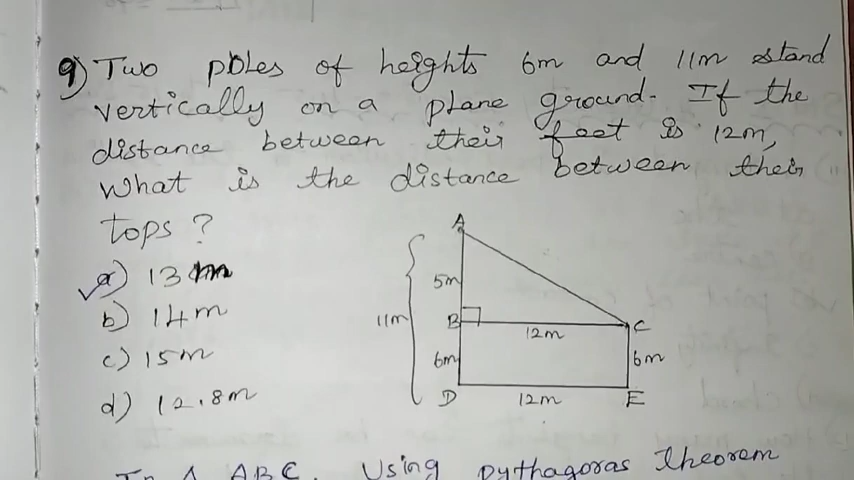 9) Two poles of heights 6m and 11m stand
vertically on a plane ground. If the
distance between their feet is 12m,
what is the distance between their
tops?
a) 13m
b) 14m
c) 15m
d) 12.8m
A
5m
11m
B
C
12m
6m
6m
D
12m
E
In Δ ABC, Using pythagoras theorem